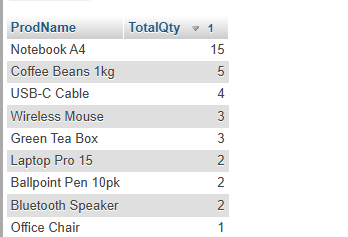 ProdName TotalQty 1
Notebook A4 15
Coffee Beans 1kg 5
USB-C Cable 4
Wireless Mouse 3
Green Tea Box 3
Laptop Pro 15 2
Ballpoint Pen 10pk 2
Bluetooth Speaker 2
Office Chair 1